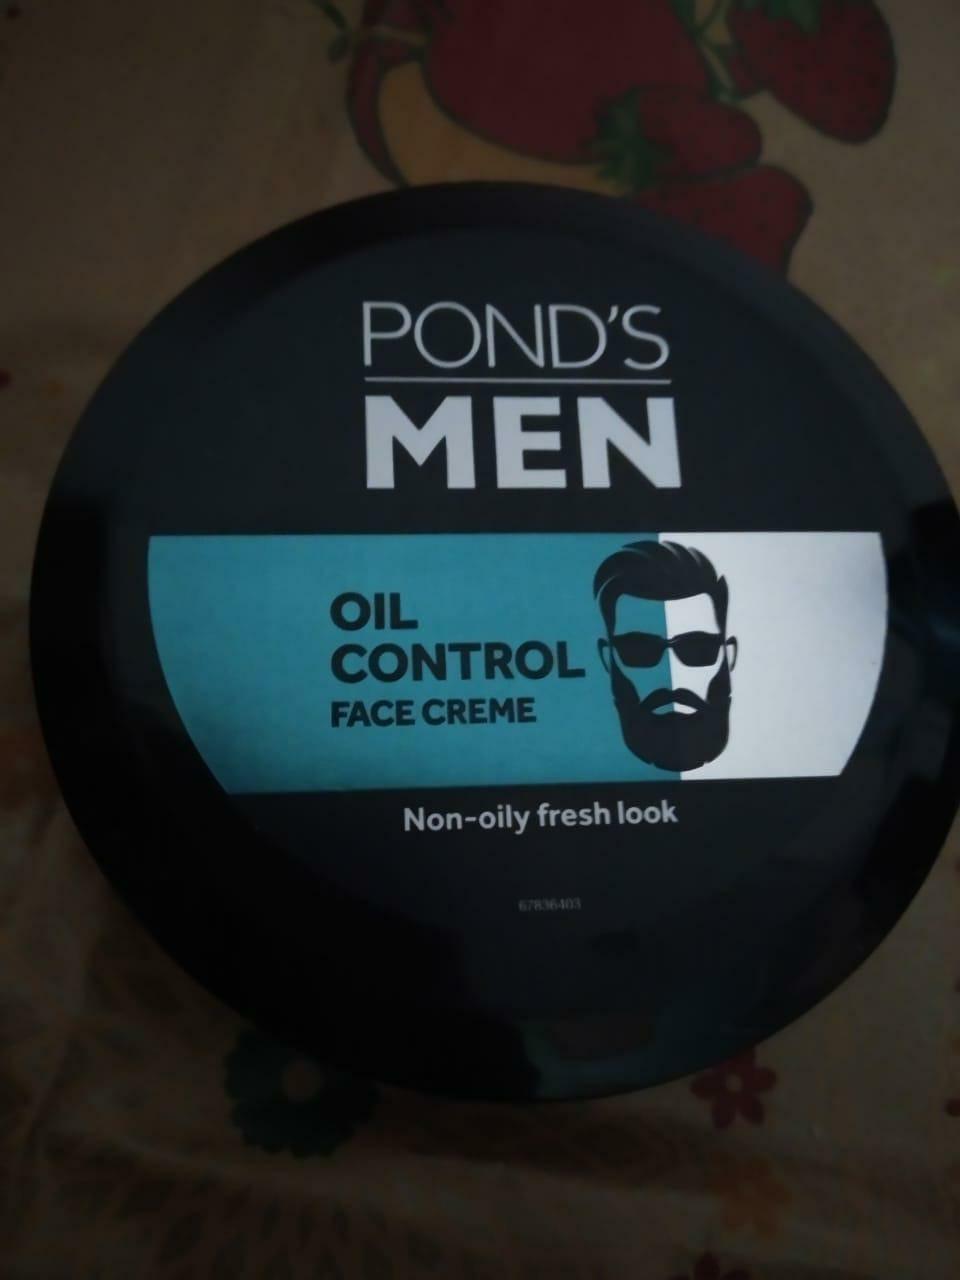 POND'S
MEN
OIL
CONTROL
FACE CREME
Non-oily fresh look
67836403